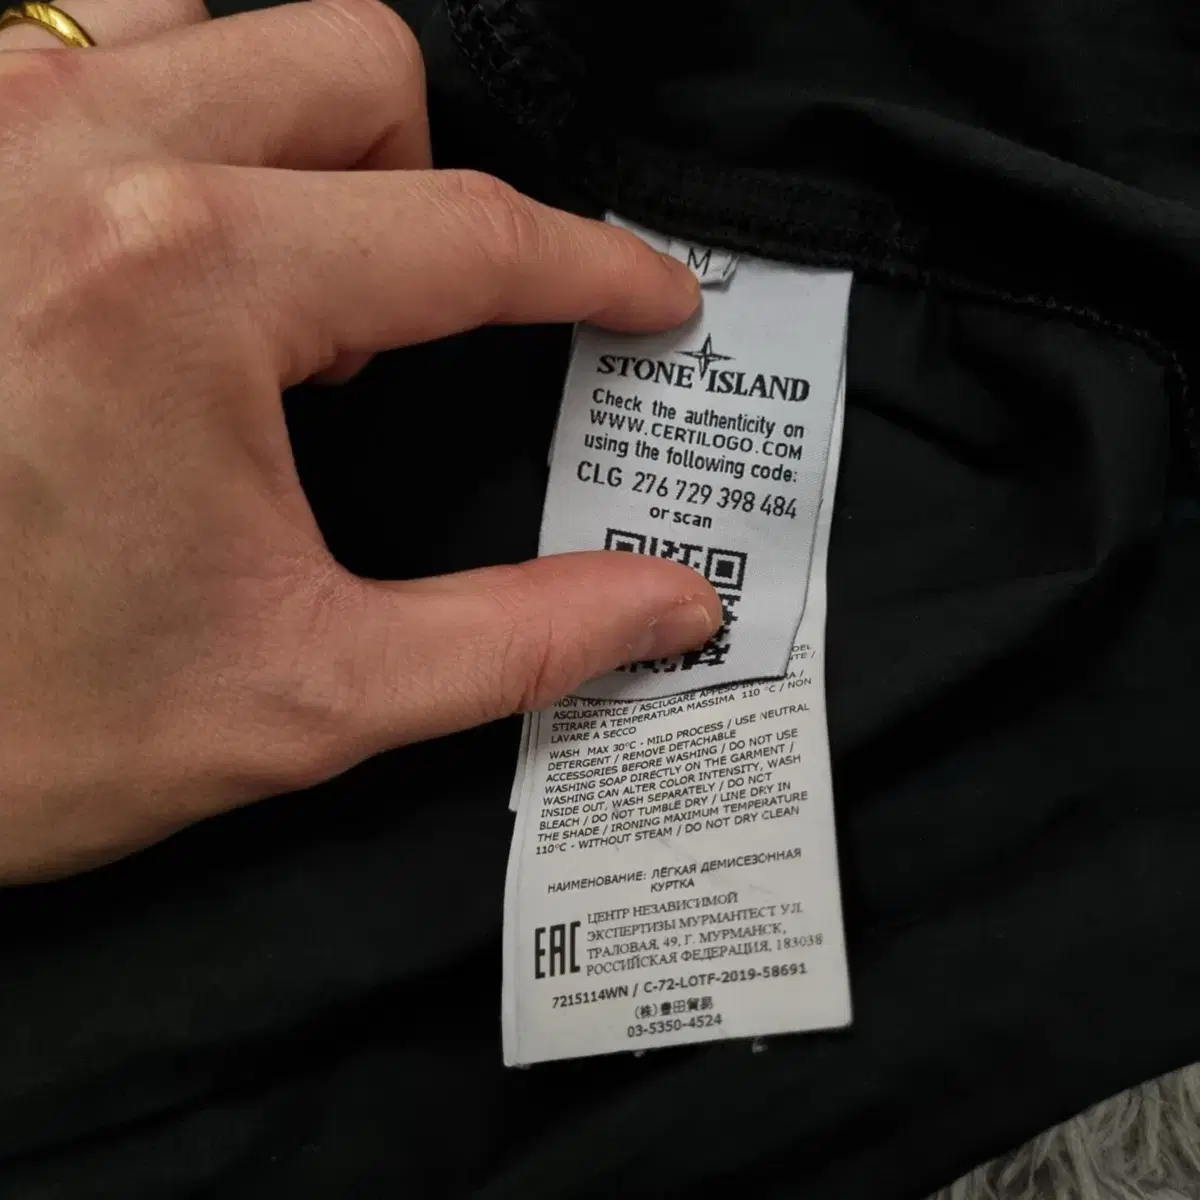 M
STONE ISLAND
Check the authenticity on
WWW.CERTILOGO.COM
using the following code:
CLG 276 729 398 484
or scan
NON
ASCIUGATRICE / ASCIUGARE APPESO IN
STIRARE A TEMPERATURA MASSIMA 110 °C / NON
LAVARE A SECCO
WASH MAX 30°C - MILD PROCESS / USE NEUTRAL
DETERGENT / REMOVE DETACHABLE
ACCESSORIES BEFORE WASHING / DO NOT USE
WASHING SOAP DIRECTLY ON THE GARMENT /
WASHING CAN ALTER COLOR INTENSITY, WASH
INSIDE OUT, WASH SEPARATELY / DO NOT
BLEACH / DO NOT TUMBLE DRY / LINE DRY IN
THE SHADE / IRONING MAXIMUM TEMPERATURE
110°C - WITHOUT STEAM / DO NOT DRY CLEAN
НАИМЕНОВАНИЕ: ЛЁГКАЯ ДЕМИСЕЗОННАЯ
КУРТКА
EAC
ЦЕНТР НЕЗАВИСИМОЙ
ЭКСПЕРТИЗЫ МУРМАНТЕСТ УЛ.
ТРАЛОВАЯ, 49, Г. МУРМАНСК,
РОССИЙСКАЯ ФЕДЕРАЦИЯ, 183038
7215114WN / C-72-LOTF-2019-58691
(株)豊田貿易
03-5350-4524